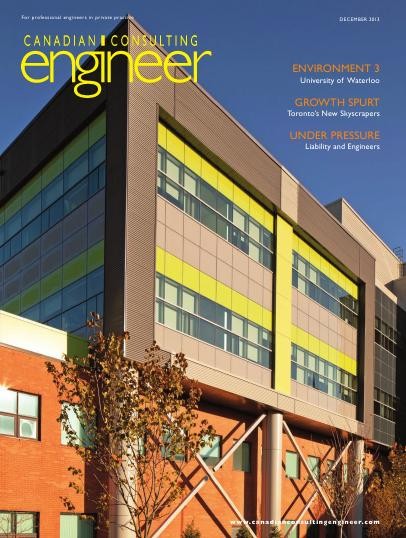 For professional engineers in private practice
DECEMBER 2013
CANADIAN CONSULTING
engineer
ENVIRONMENT 3
University of Waterloo
GROWTH SPURT
Toronto's New Skyscrapers
UNDER PRESSURE
Liability and Engineers
www.canadianconsultingengineer.com